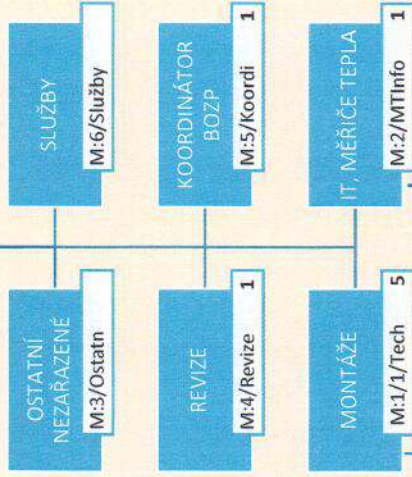 OSTATNÍ
NEZAŘAZENÉ
M:3/Ostatn
SLUŽBY
M:6/Služby
REVIZE
M:4/Revize 1
KOORDINÁTOR
BOZP
M:5/Koordi 1
MONTÁŽE
M:1/1/Tech 5
IT, MĚŘIČE TEPLA
M:2/MTInfo 1